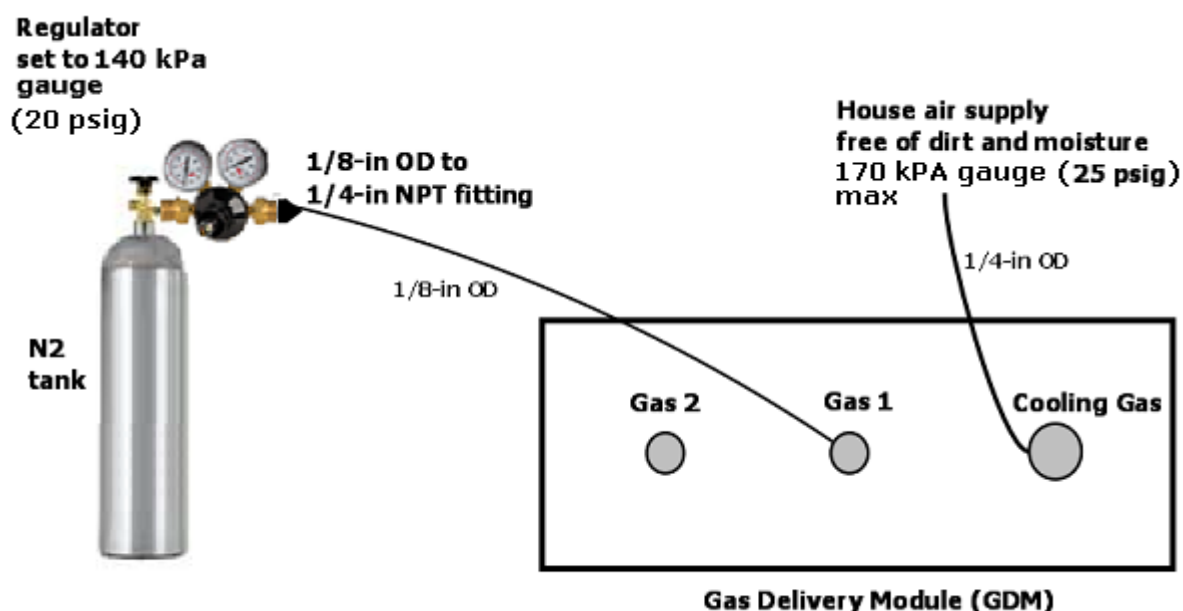 Regulator
set to 140 kPa
gauge
(20 psig)
1/8-in OD to
1/4-in NPT fitting
House air supply
free of dirt and moisture
170 kPA gauge (25 psig)
max
1/8-in OD
1/4-in OD
N2
tank
Gas 2
Gas 1
Cooling Gas
Gas Delivery Module (GDM)